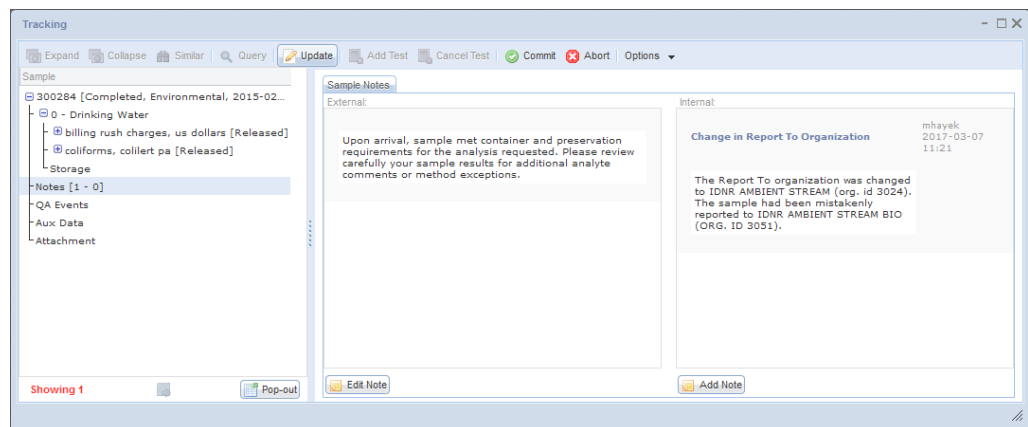 Tracking
Expand Collapse Similar Query Update Add Test Cancel Test Commit Abort Options
Sample
300284 [Completed, Environmental, 2015-02...
0 - Drinking Water
billing rush charges, us dollars [Released]
coliforms, colilert pa [Released]
Storage
Notes [1 - 0]
QA Events
Aux Data
Attachment
Showing 1
Pop-out
Sample Notes
External:
Upon arrival, sample met container and preservation
requirements for the analysis requested. Please review
carefully your sample results for additional analyte
comments or method exceptions.
Edit Note
Internal:
Change in Report To Organization
mhayek
2017-03-07
11:21
The Report To organization was changed
to IDNR AMBIENT STREAM (org. id 3024).
The sample had been mistakenly
reported to IDNR AMBIENT STREAM BIO
(ORG. ID 3051).
Add Note